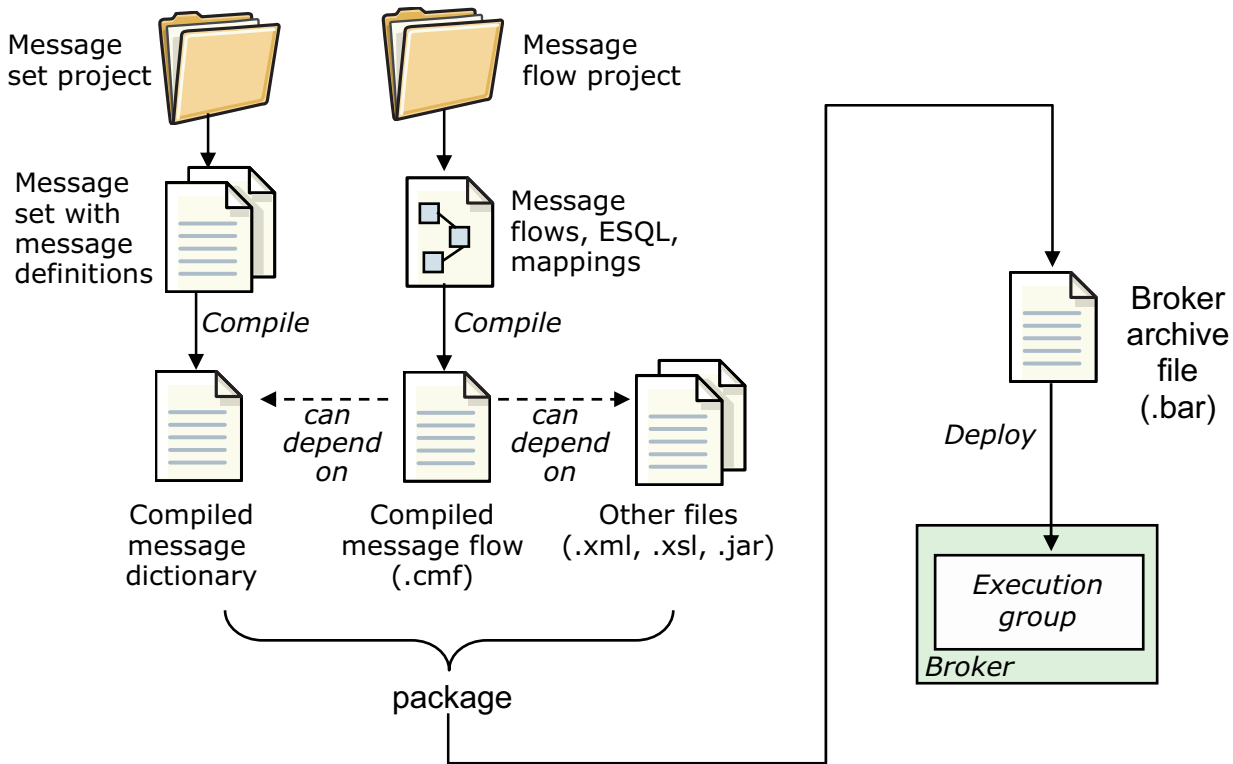 Message
set project
Message
flow project
Message
set with
message
definitions
Message
flows, ESQL,
mappings
Compile
Compile
can
depend
on
can
depend
on
Compiled
message
dictionary
Compiled
message flow
(.cmf)
Other files
(.xml, .xsl, .jar)
package
Broker
archive
file
(.bar)
Deploy
Execution
group
Broker